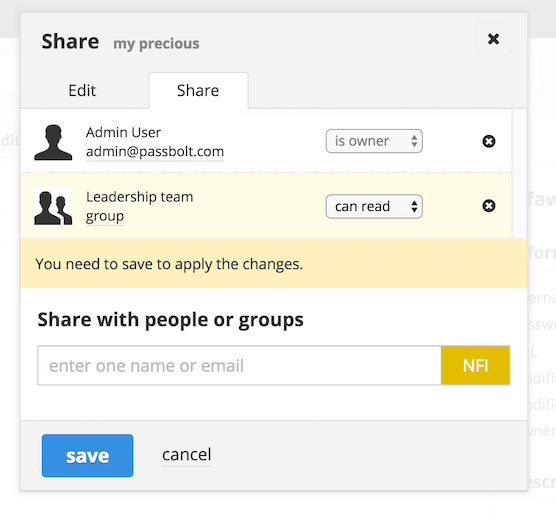 Share my precious
Edit
Share
Admin User
admin@passbolt.com
is owner
Leadership team
group
can read
You need to save to apply the changes.
Share with people or groups
enter one name or email
NFI
save
cancel